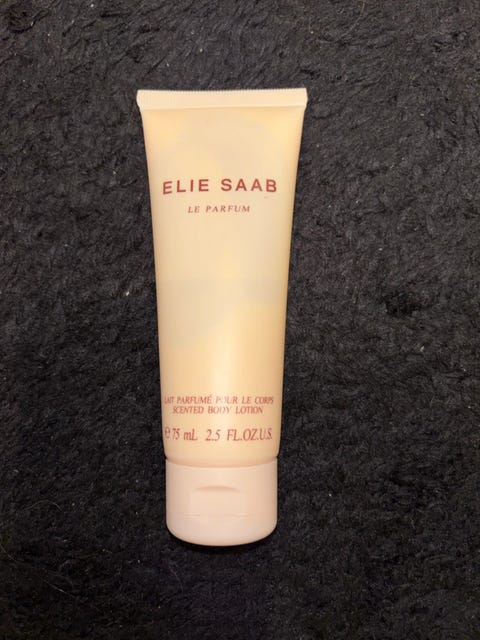 ELIE SAAB
LE PARFUM
LAIT PARFUMÉ POUR LE CORPS
SCENTED BODY LOTION
℮ 75 mL 2.5 FL.OZ.U.S.